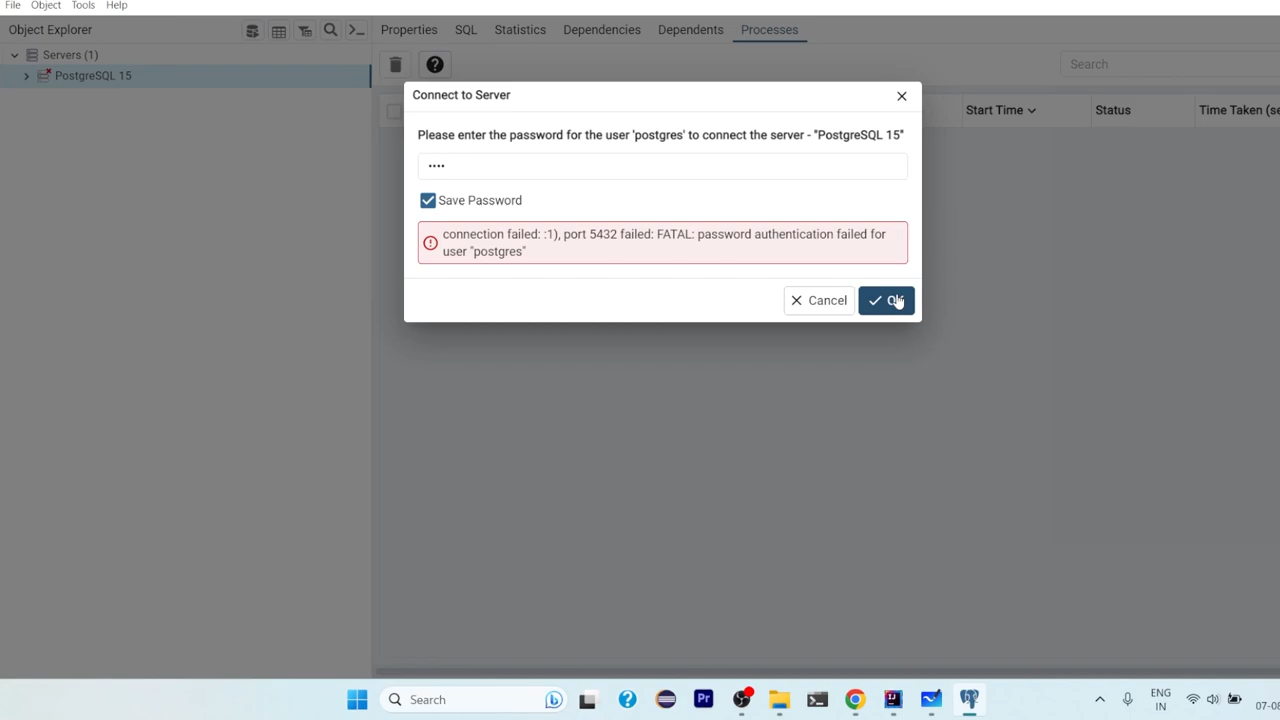 File Object Tools Help
Object Explorer
Properties SQL Statistics Dependencies Dependents Processes
Servers (1)
PostgreSQL 15
Search
Connect to Server
Please enter the password for the user 'postgres' to connect the server - "PostgreSQL 15"
••••
Save Password
connection failed: :1), port 5432 failed: FATAL: password authentication failed for
user "postgres"
Cancel
Start Time Status Time Taken (se
Search
ENG
IN
07-0